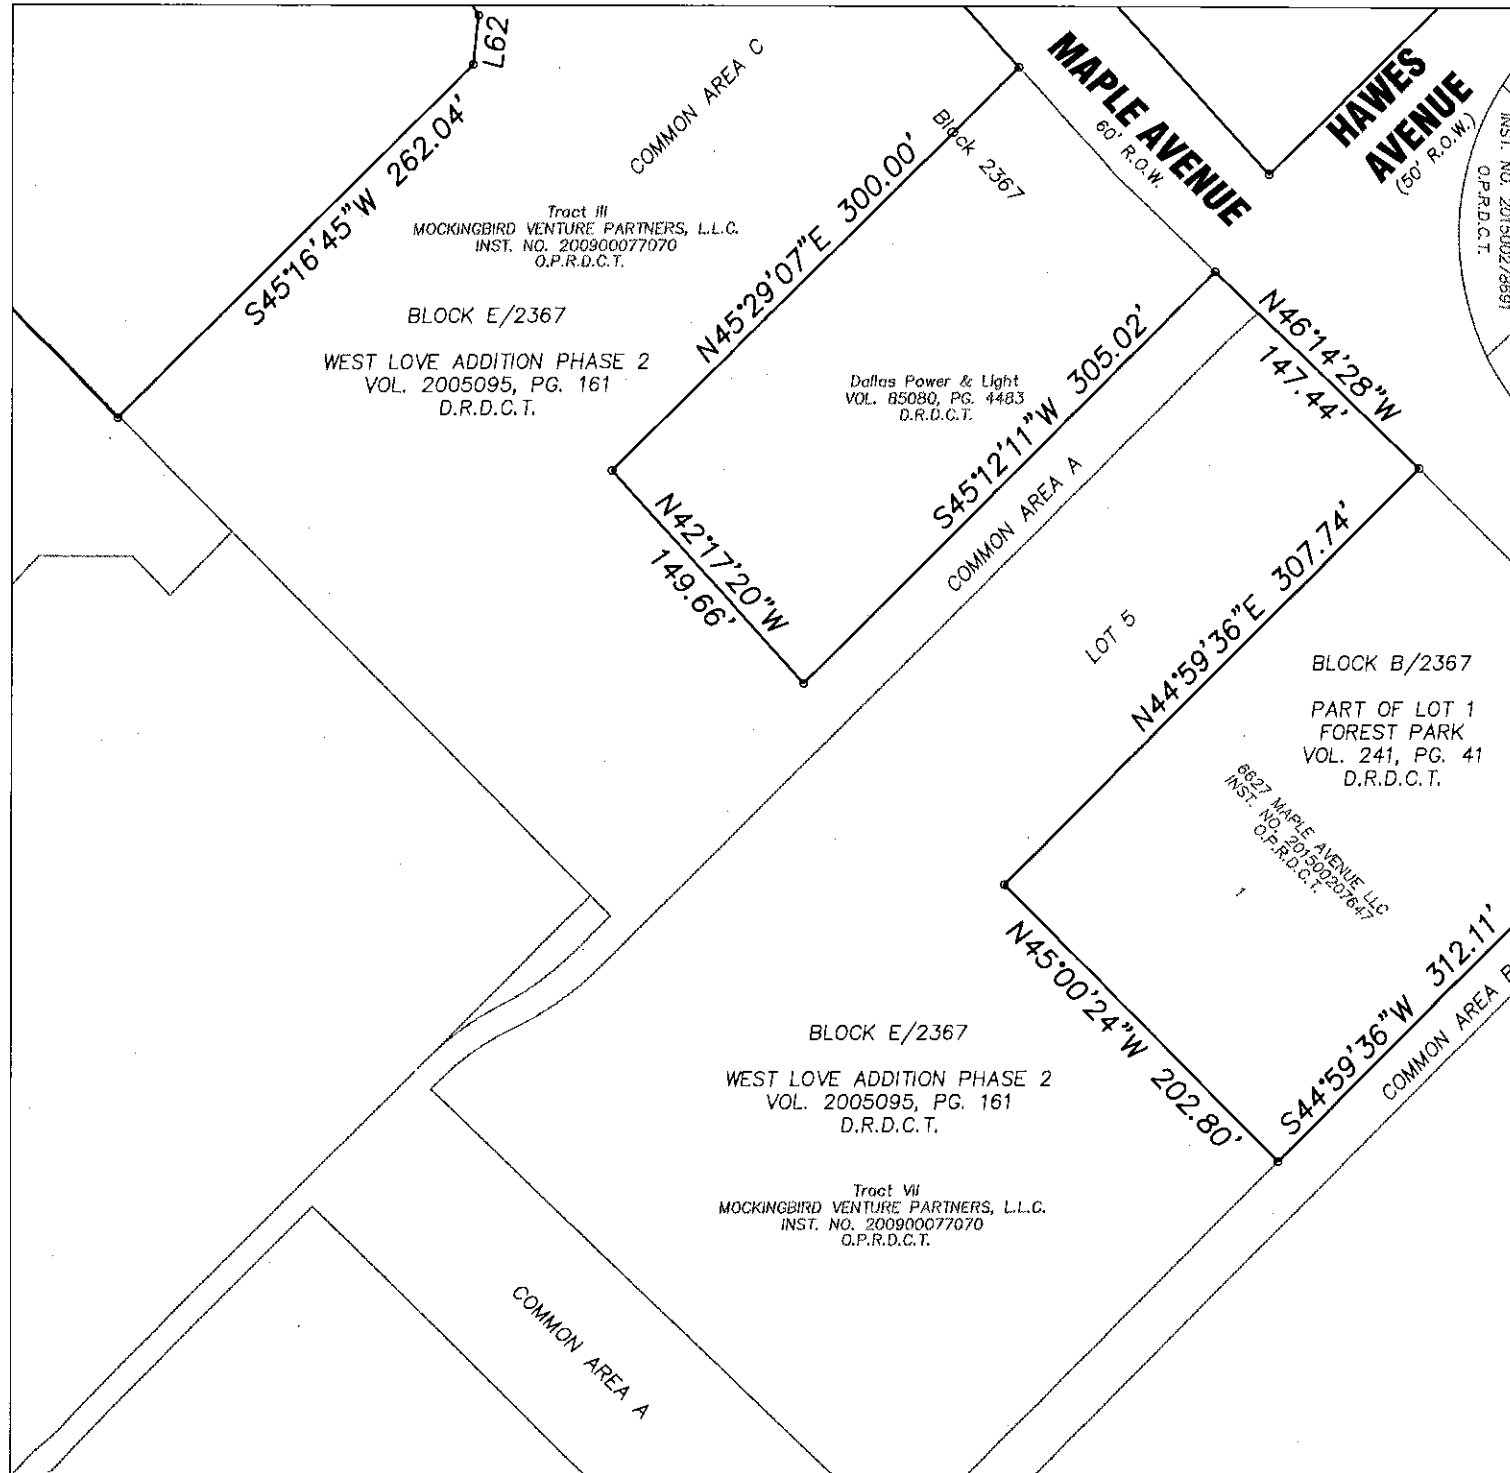 L62
COMMON AREA C
MAPLE AVENUE
60' R.O.W.
HAWES
AVENUE
(50' R.O.W.)
O.P.R.D.C.T.
S45°16'45"W 262.04'
Block 2367
Tract III
MOCKINGBIRD VENTURE PARTNERS, L.L.C.
INST. NO. 200900077070
O.P.R.D.C.T.
N45°29'07"E 300.00'
BLOCK E/2367
WEST LOVE ADDITION PHASE 2
VOL. 2005095, PG. 161
D.R.D.C.T.
Dallas Power & Light
VOL. 85080, PG. 4483
D.R.D.C.T.
S45°12'11"W 305.02'
N46°14'28"W
147.44'
N42°17'20"W
149.66'
COMMON AREA A
LOT 5
N44°59'36"E 307.74'
BLOCK B/2367
PART OF LOT 1
FOREST PARK
VOL. 241, PG. 41
D.R.D.C.T.
6627 MAPLE AVENUE LLC
INST. NO. 201500207647
O.P.R.D.C.T.
1
N45°00'24"W 202.80'
S44°59'36"W 312.11'
COMMON AREA B
BLOCK E/2367
WEST LOVE ADDITION PHASE 2
VOL. 2005095, PG. 161
D.R.D.C.T.
Tract VII
MOCKINGBIRD VENTURE PARTNERS, L.L.C.
INST. NO. 200900077070
O.P.R.D.C.T.
COMMON AREA A